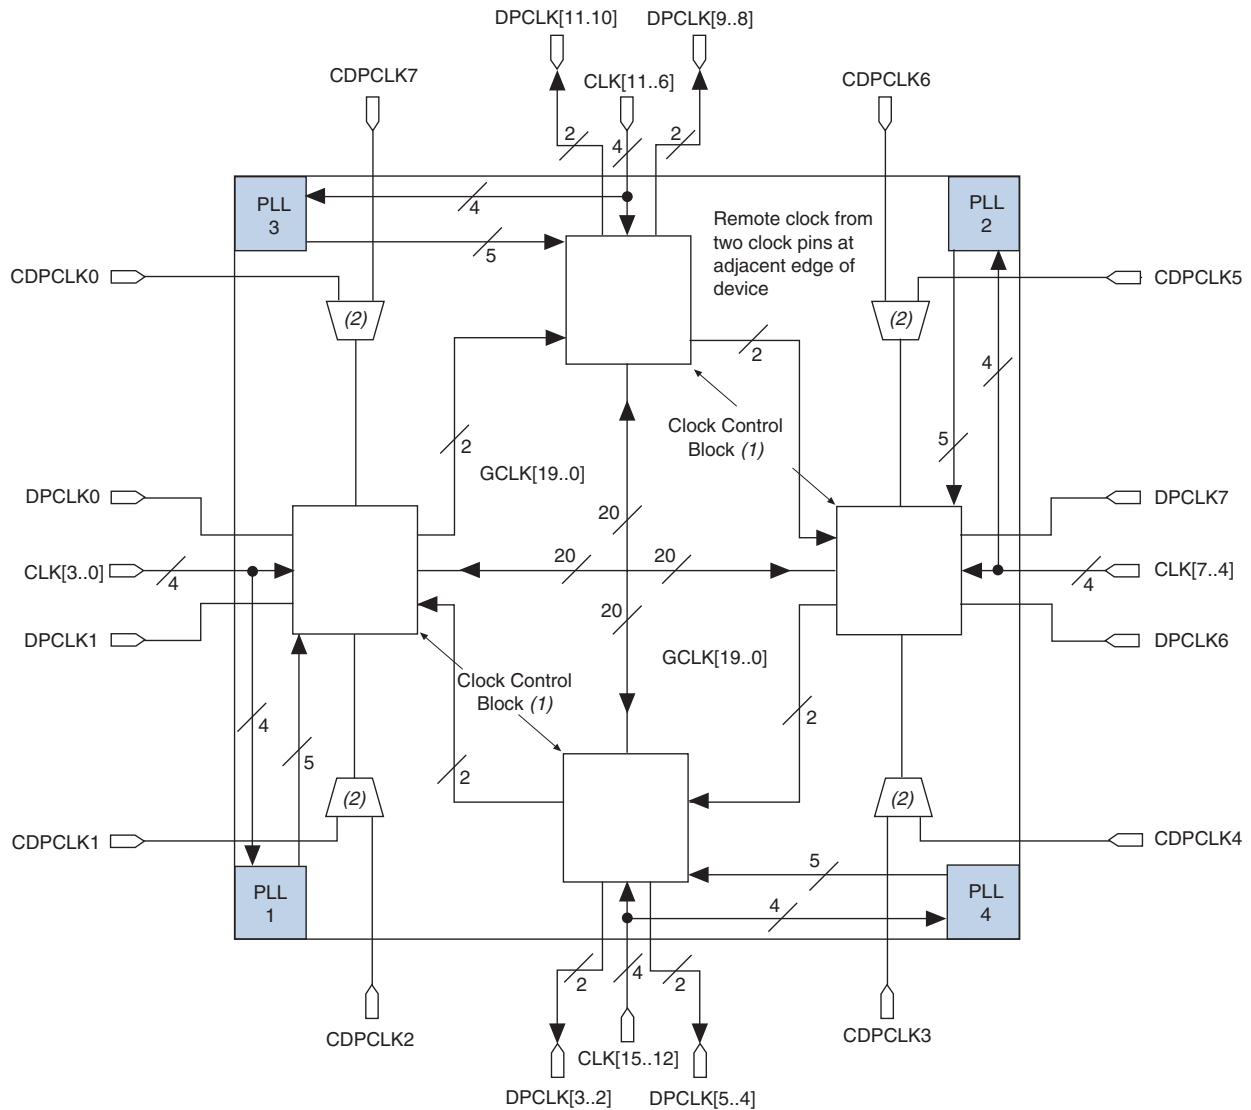 DPCLK[11.10]
DPCLK[9..8]
CDPCLK7
CLK[11..6]
CDPCLK6
2
4
2
PLL
3
4
5
Remote clock from
two clock pins at
adjacent edge of
device
PLL
2
CDPCLK0
CDPCLK5
(2)
(2)
2
4
Clock Control
Block (1)
2
5
GCLK[19..0]
DPCLK0
DPCLK7
20
CLK[3..0]
4
20
20
4
CLK[7..4]
20
DPCLK1
DPCLK6
GCLK[19..0]
Clock Control
Block (1)
4
5
2
2
(2)
(2)
CDPCLK1
CDPCLK4
PLL
1
5
4
PLL
4
2
4
2
CDPCLK2
CDPCLK3
CLK[15..12]
DPCLK[3..2]
DPCLK[5..4]